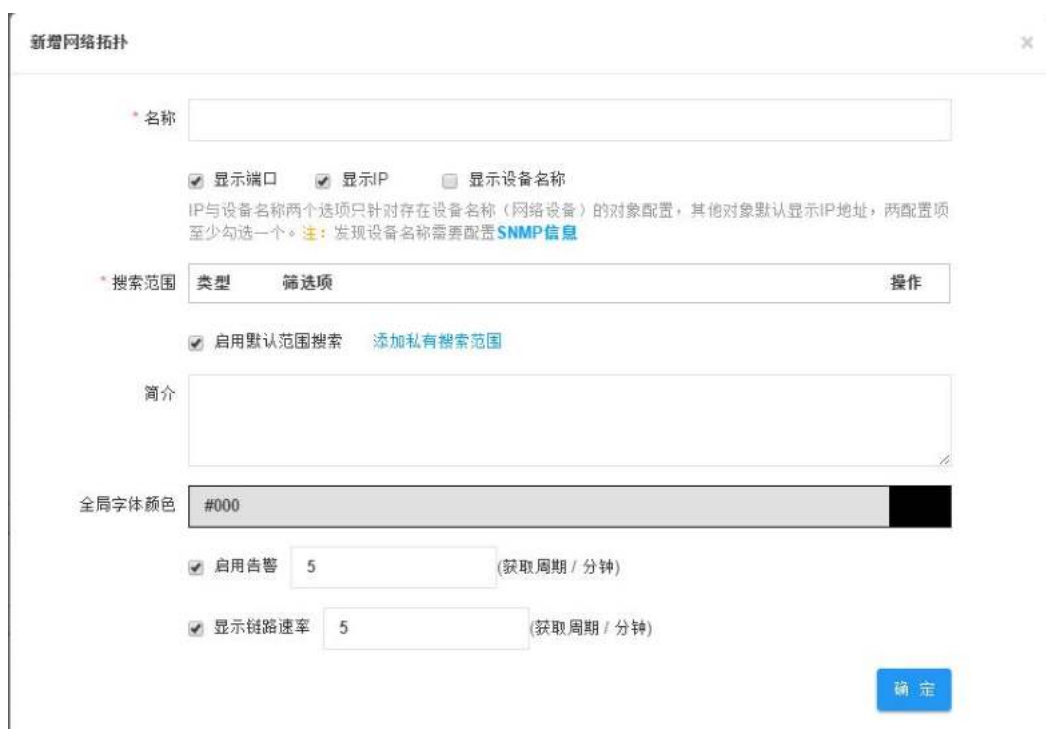 新增网络拓扑 ×
* 名称
显示端口 显示IP 显示设备名称
IP与设备名称两个选项只针对存在设备名称（网络设备）的对象配置，其他对象默认显示IP地址，两配置项
至少勾选一个。注：发现设备名称需要配置SNMP信息
* 搜索范围 类型 筛选项 操作
启用默认范围搜索 添加私有搜索范围
简介
全局字体颜色 #000
启用告警 5 (获取周期 / 分钟)
显示链路速率 5 (获取周期 / 分钟)
确 定